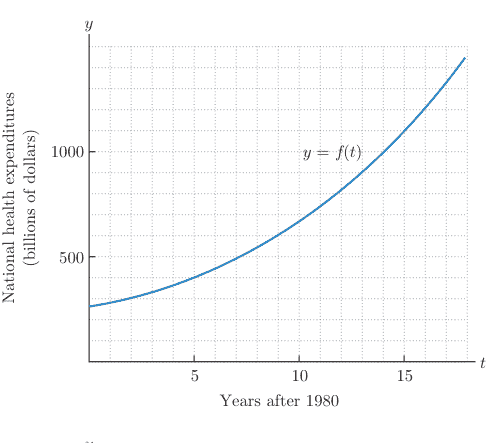 y
National health expenditures
(billions of dollars)
1000
500
y = f(t)
5
10
15
t
Years after 1980